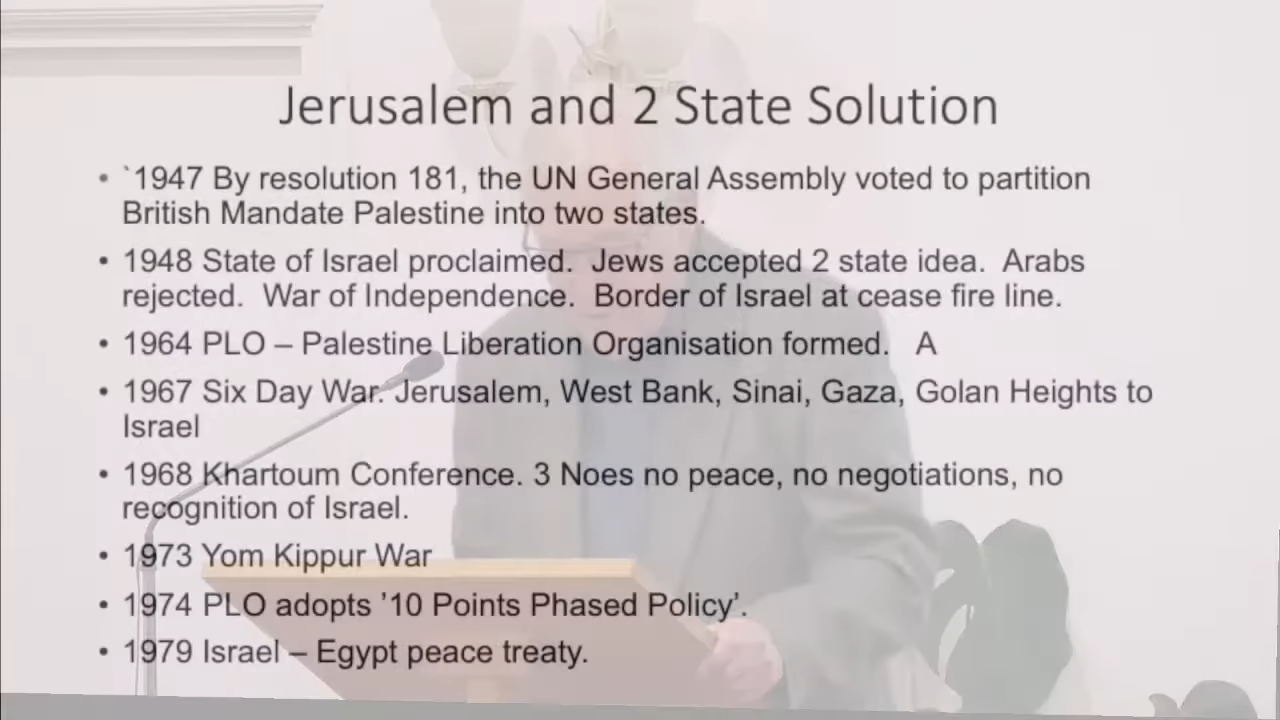 Jerusalem and 2 State Solution
• `1947 By resolution 181, the UN General Assembly voted to partition
British Mandate Palestine into two states.
• 1948 State of Israel proclaimed.  Jews accepted 2 state idea.  Arabs
rejected.  War of Independence.  Border of Israel at cease fire line.
• 1964 PLO – Palestine Liberation Organisation formed.   A
• 1967 Six Day War. Jerusalem, West Bank, Sinai, Gaza, Golan Heights to
Israel
• 1968 Khartoum Conference. 3 Noes no peace, no negotiations, no
recognition of Israel.
• 1973 Yom Kippur War
• 1974 PLO adopts ’10 Points Phased Policy’.
• 1979 Israel – Egypt peace treaty.